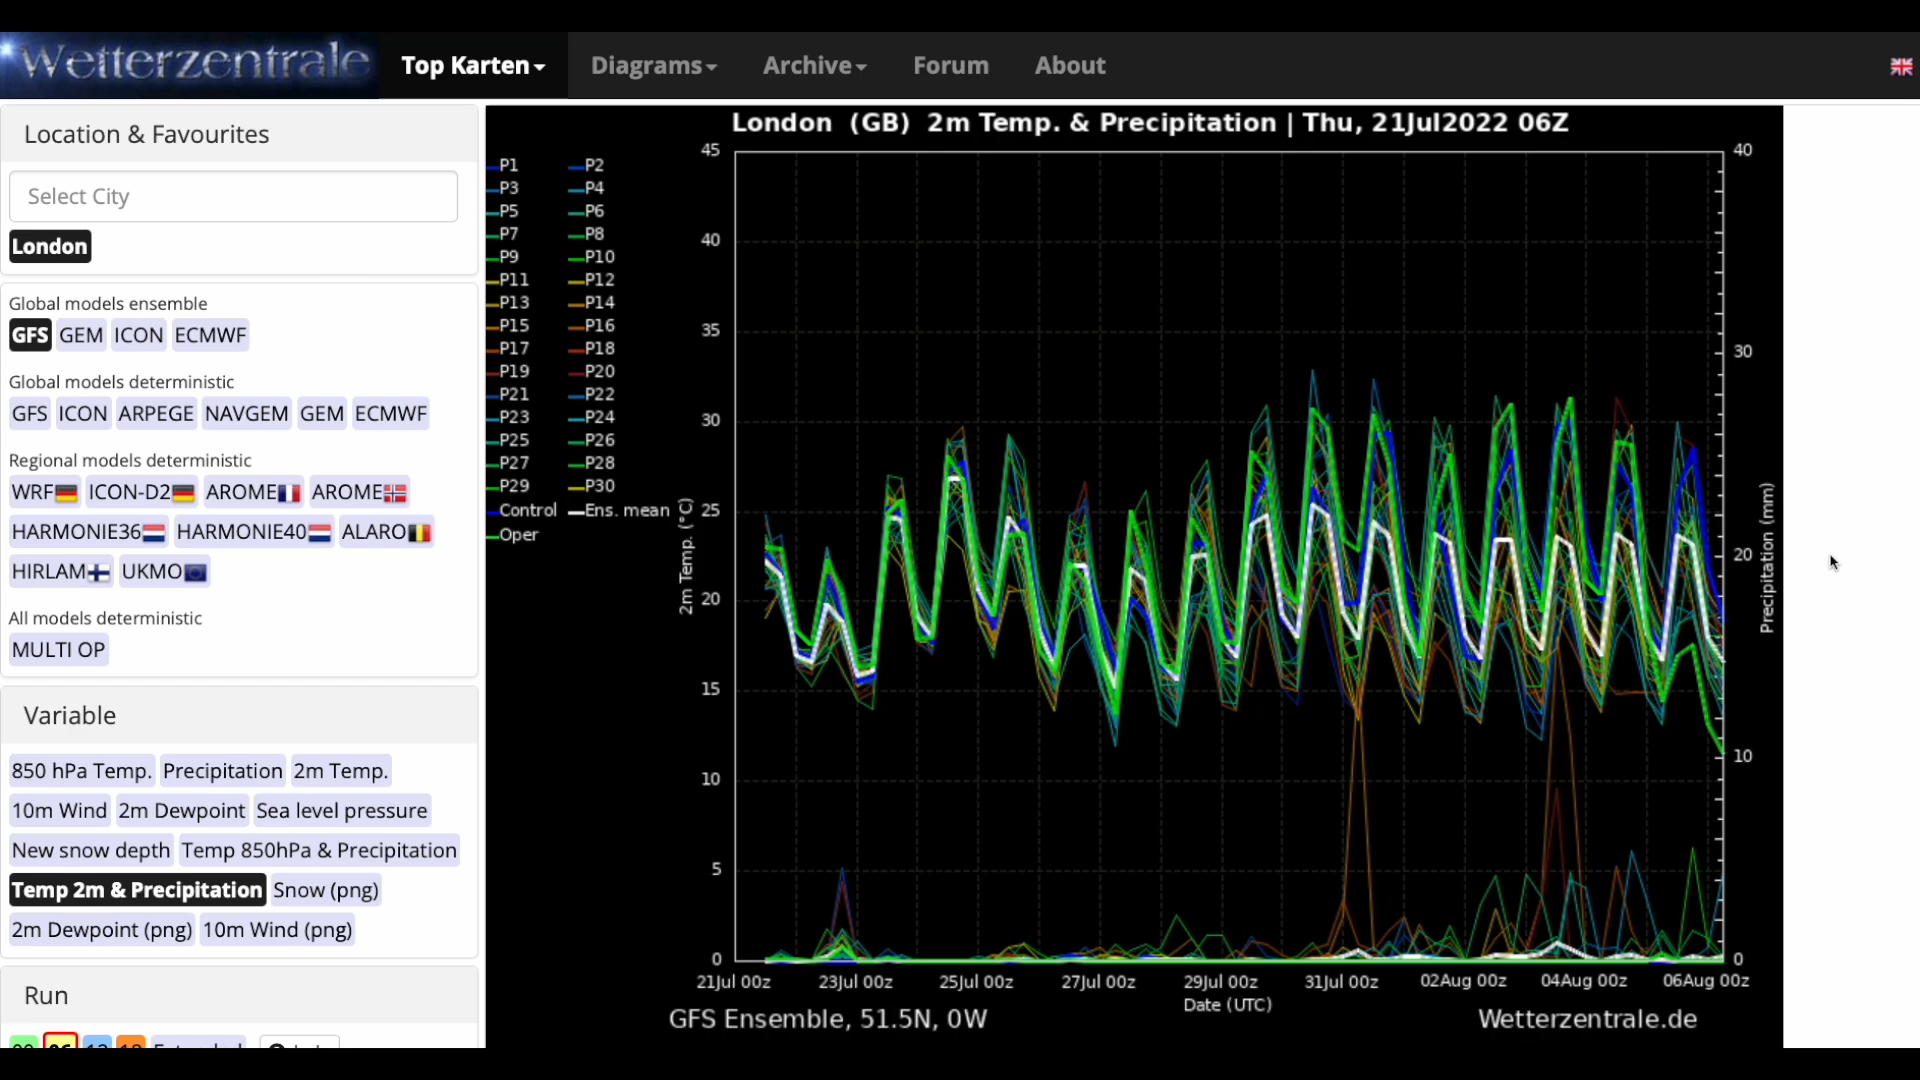 Wetterzentrale Top Karten Diagrams Archive Forum About
Location & Favourites
Select City
London
Global models ensemble
GFS GEM ICON ECMWF
Global models deterministic
GFS ICON ARPEGE NAVGEM GEM ECMWF
Regional models deterministic
WRF ICON-D2 AROME AROME
HARMONIE36 HARMONIE40 ALARO
HIRLAM UKMO
All models deterministic
MULTI OP
Variable
850 hPa Temp. Precipitation 2m Temp.
10m Wind 2m Dewpoint Sea level pressure
New snow depth Temp 850hPa & Precipitation
Temp 2m & Precipitation Snow (png)
2m Dewpoint (png) 10m Wind (png)
Run
London (GB) 2m Temp. & Precipitation | Thu, 21Jul2022 06Z
P1 P2
P3 P4
P5 P6
P7 P8
P9 P10
P11 P12
P13 P14
P15 P16
P17 P18
P19 P20
P21 P22
P23 P24
P25 P26
P27 P28
P29 P30
Control Ens. mean
Oper
2m Temp. (°C)
45
40
35
30
25
20
15
10
5
0
40
30
20
10
0
Precipitation (mm)
21Jul 00z 23Jul 00z 25Jul 00z 27Jul 00z 29Jul 00z 31Jul 00z 02Aug 00z 04Aug 00z 06Aug 00z
Date (UTC)
GFS Ensemble, 51.5N, 0W Wetterzentrale.de